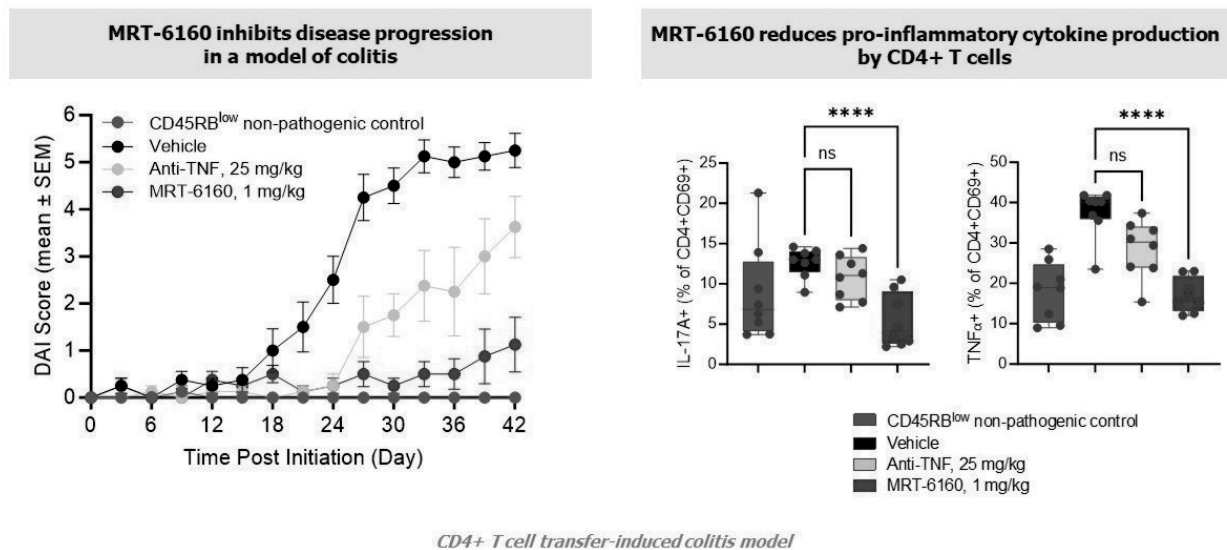 MRT-6160 inhibits disease progression
in a model of colitis
DAI Score (mean ± SEM)
6
5
4
3
2
1
0
CD45RBlow non-pathogenic control
Vehicle
Anti-TNF, 25 mg/kg
MRT-6160, 1 mg/kg
0 6 12 18 24 30 36 42
Time Post Initiation (Day)
MRT-6160 reduces pro-inflammatory cytokine production
by CD4+ T cells
IL-17A+ (% of CD4+CD69+)
25
20
15
10
5
0
****
ns
TNFα+ (% of CD4+CD69+)
50
40
30
20
10
0
****
ns
CD45RBlow non-pathogenic control
Vehicle
Anti-TNF, 25 mg/kg
MRT-6160, 1 mg/kg
CD4+ T cell transfer-induced colitis model